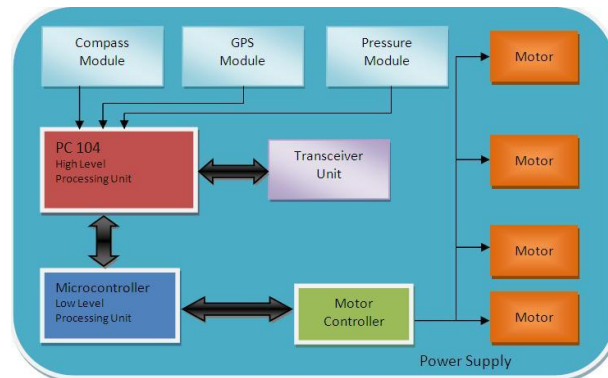 Compass
Module
GPS
Module
Pressure
Module
Motor
PC 104
High Level
Processing Unit
Transceiver
Unit
Motor
Motor
Microcontroller
Low Level
Processing Unit
Motor
Controller
Motor
Power Supply